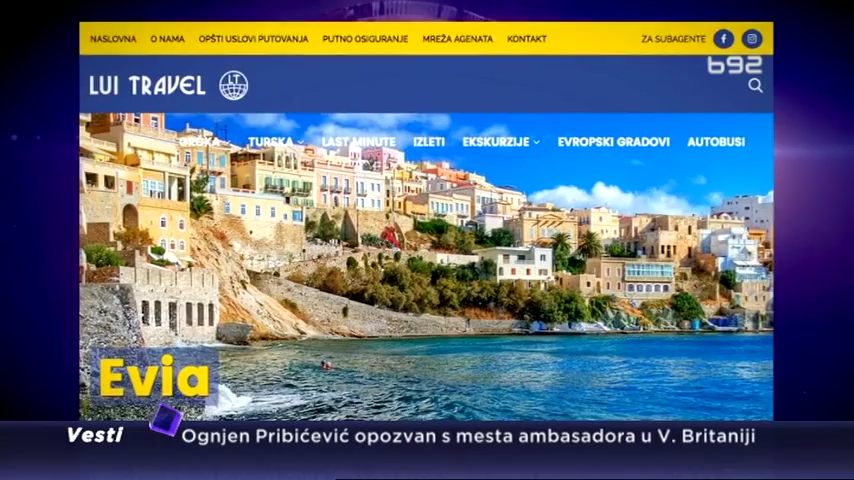 NASLOVNA O NAMA OPŠTI USLOVI PUTOVANJA PUTNO OSIGURANJE MREŽA AGENATA KONTAKT ZA SUBAGENTE
b92
LUI TRAVEL LT
GRČKA TURSKA LAST MINUTE IZLETI EKSKURZIJE EVROPSKI GRADOVI AUTOBUSI
Evia
Vesti Ognjen Pribićević opozvan s mesta ambasadora u V. Britaniji